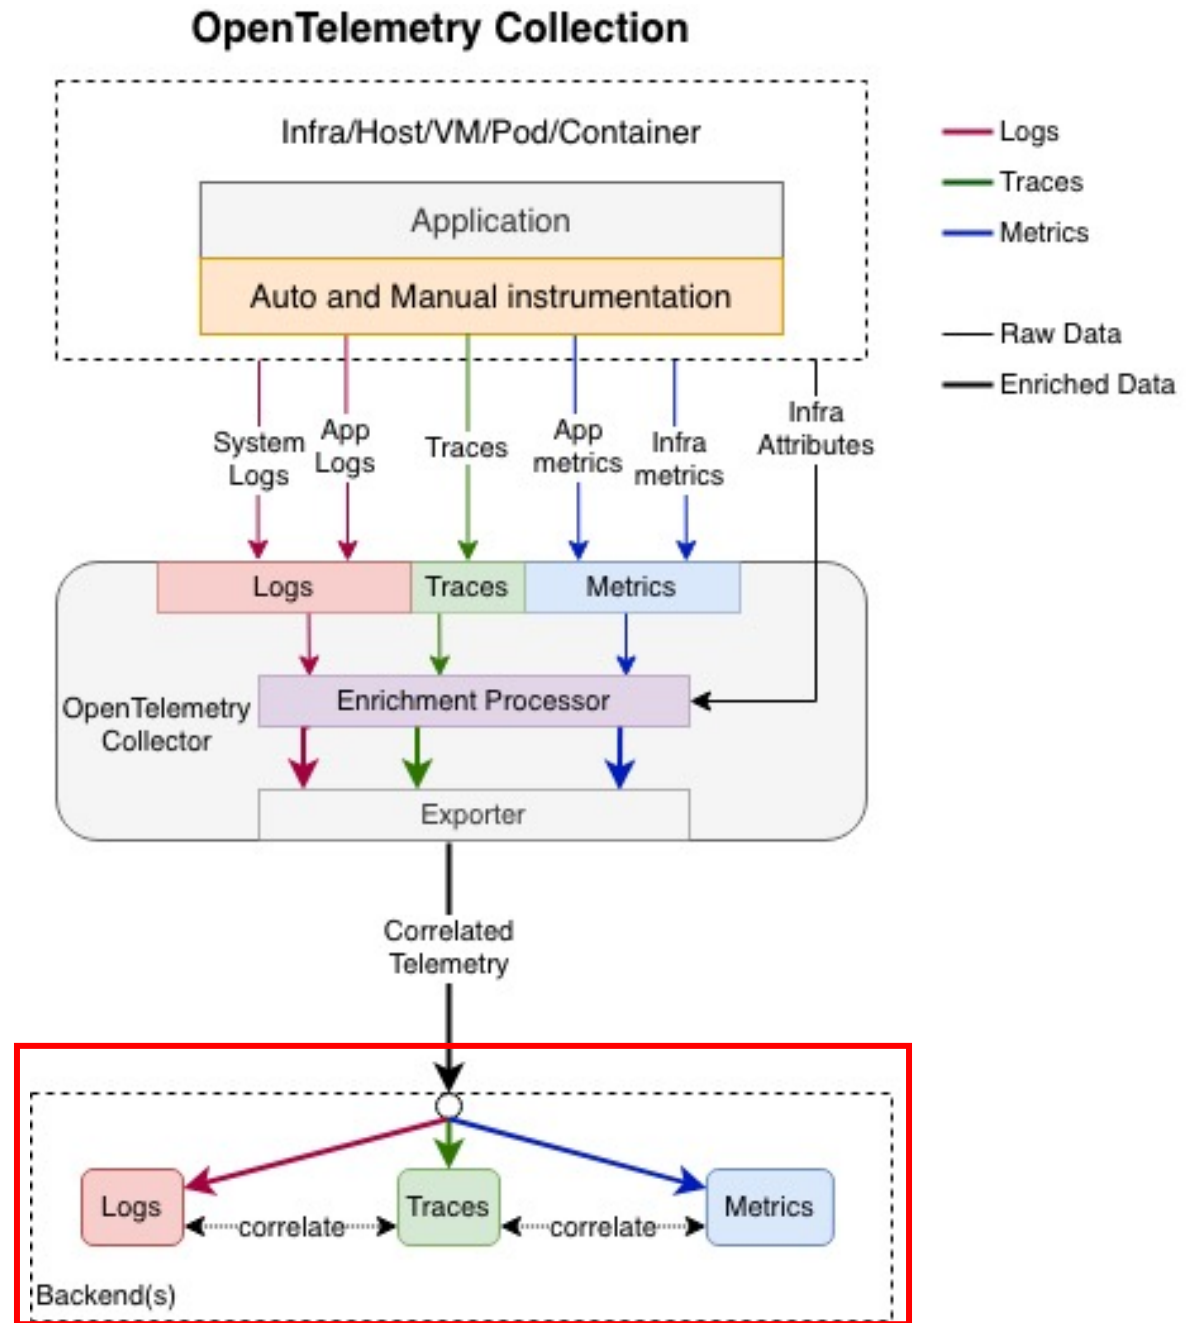 OpenTelemetry Collection
Infra/Host/VM/Pod/Container
Application
Auto and Manual instrumentation
Logs
Traces
Metrics
Raw Data
Enriched Data
System
Logs
App
Logs
Traces
App
metrics
Infra
metrics
Infra
Attributes
Logs
Traces
Metrics
OpenTelemetry
Collector
Enrichment Processor
Exporter
Correlated
Telemetry
Logs
correlate
Traces
correlate
Metrics
Backend(s)